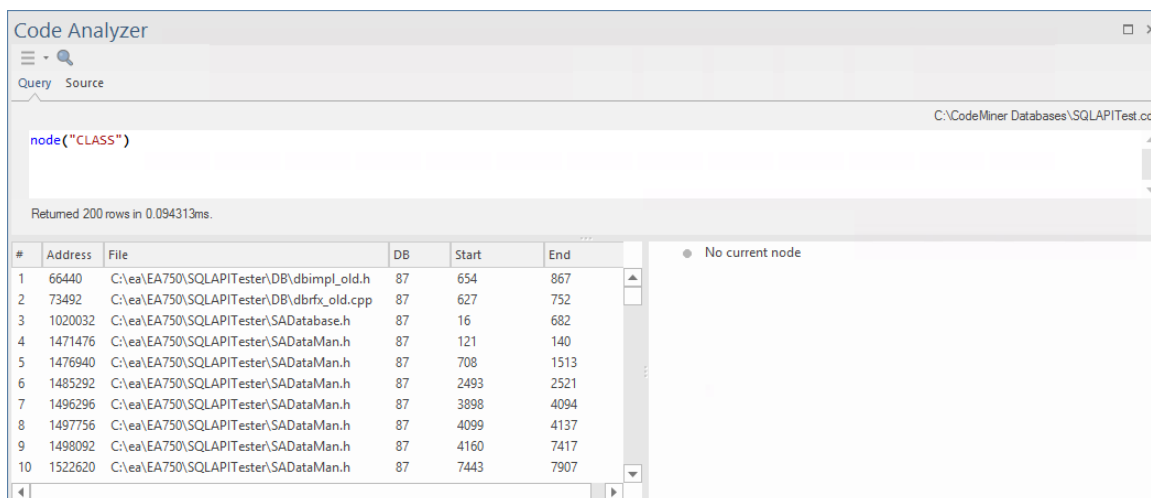 Code Analyzer
Query Source
C:\CodeMiner Databases\SQLAPITest.cc
node("CLASS")
Returned 200 rows in 0.094313ms.
# Address File DB Start End
1 66440 C:\ea\EA750\SQLAPITester\DB\dbimpl_old.h 87 654 867
2 73492 C:\ea\EA750\SQLAPITester\DB\dbrfx_old.cpp 87 627 752
3 1020032 C:\ea\EA750\SQLAPITester\SADatabase.h 87 16 682
4 1471476 C:\ea\EA750\SQLAPITester\SADataMan.h 87 121 140
5 1476940 C:\ea\EA750\SQLAPITester\SADataMan.h 87 708 1513
6 1485292 C:\ea\EA750\SQLAPITester\SADataMan.h 87 2493 2521
7 1496296 C:\ea\EA750\SQLAPITester\SADataMan.h 87 3898 4094
8 1497756 C:\ea\EA750\SQLAPITester\SADataMan.h 87 4099 4137
9 1498092 C:\ea\EA750\SQLAPITester\SADataMan.h 87 4160 7417
10 1522620 C:\ea\EA750\SQLAPITester\SADataMan.h 87 7443 7907
No current node